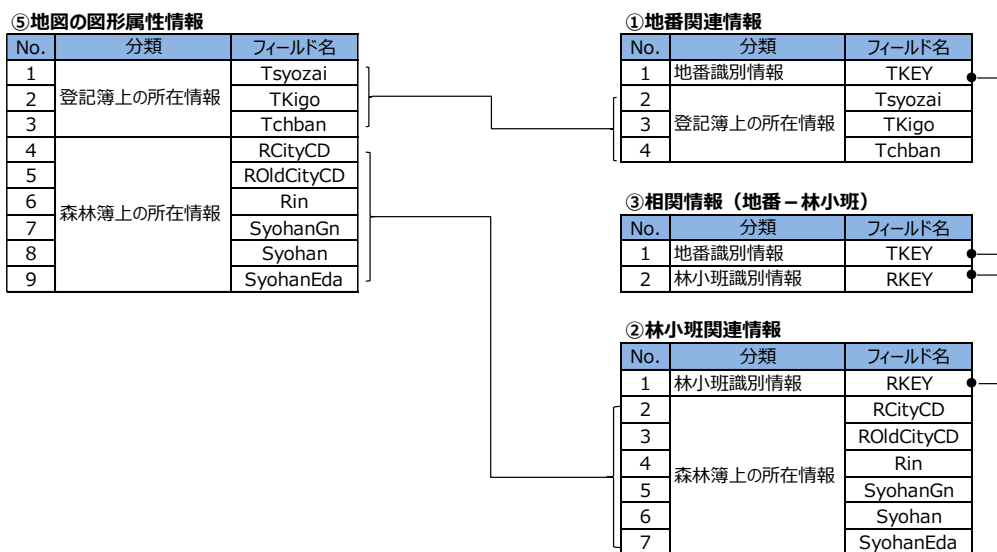 ⑤地図の図形属性情報
No. 分類 フィールド名
1 登記簿上の所在情報 Tsyozai
2 TKigo
3 Tchban
4 森林簿上の所在情報 RCityCD
5 ROldCityCD
6 Rin
7 SyohanGn
8 Syohan
9 SyohanEda
①地番関連情報
No. 分類 フィールド名
1 地番識別情報 TKEY
2 登記簿上の所在情報 Tsyozai
3 TKigo
4 Tchban
③相関情報（地番－林小班）
No. 分類 フィールド名
1 地番識別情報 TKEY
2 林小班識別情報 RKEY
②林小班関連情報
No. 分類 フィールド名
1 林小班識別情報 RKEY
2 森林簿上の所在情報 RCityCD
3 ROldCityCD
4 Rin
5 SyohanGn
6 Syohan
7 SyohanEda